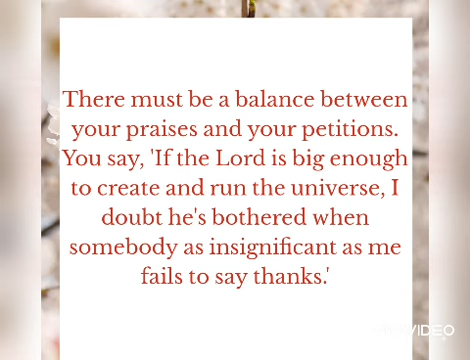 There must be a balance between
your praises and your petitions.
You say, 'If the Lord is big enough
to create and run the universe, I
doubt he's bothered when
somebody as insignificant as me
fails to say thanks.'